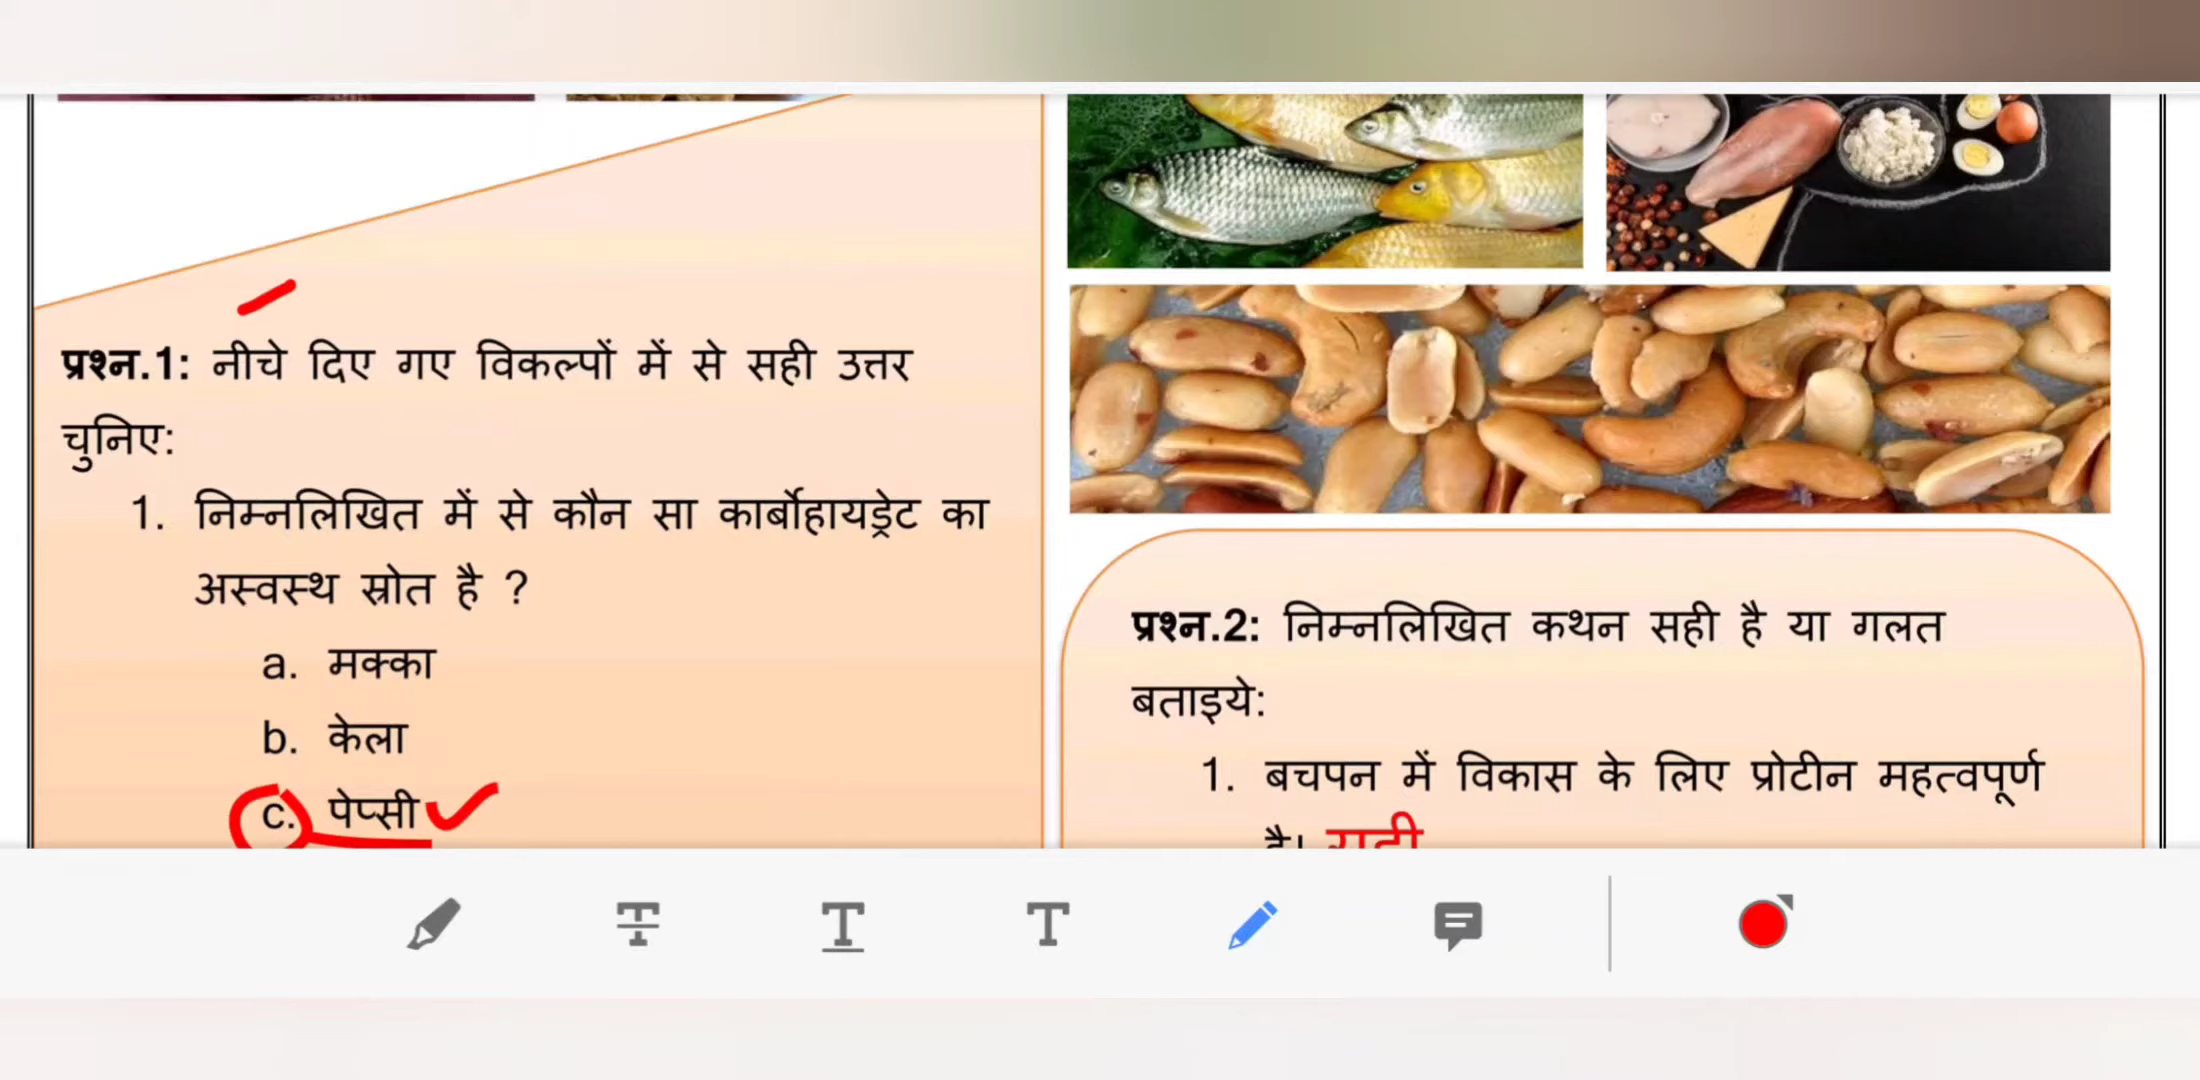 प्रश्न.1: नीचे दिए गए विकल्पों में से सही उत्तर
चुनिए:
1. निम्नलिखित में से कौन सा कार्बोहायड्रेट का
अस्वस्थ स्रोत है ?
a. मक्का
b. केला
c. पेप्सी
प्रश्न.2: निम्नलिखित कथन सही है या गलत
बताइये:
1. बचपन में विकास के लिए प्रोटीन महत्वपूर्ण
है। सही